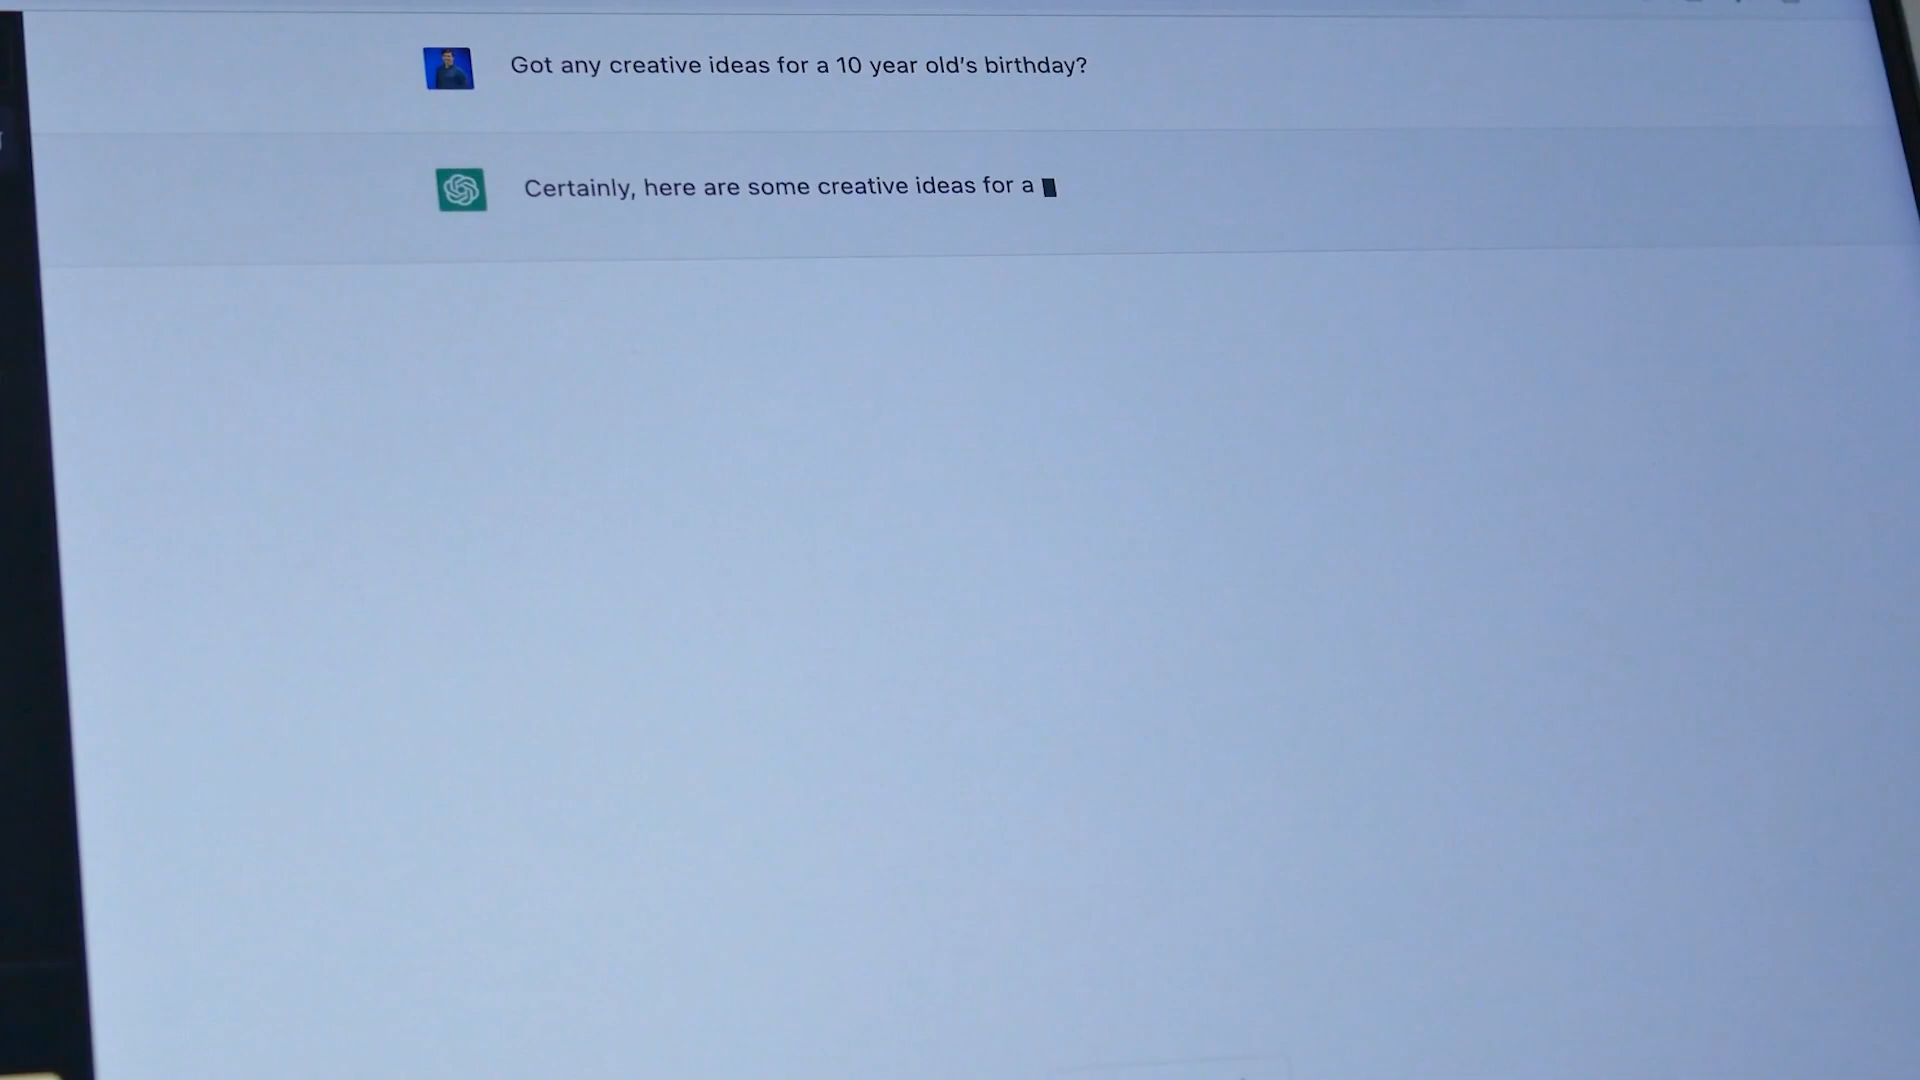 Got any creative ideas for a 10 year old's birthday?
Certainly, here are some creative ideas for a